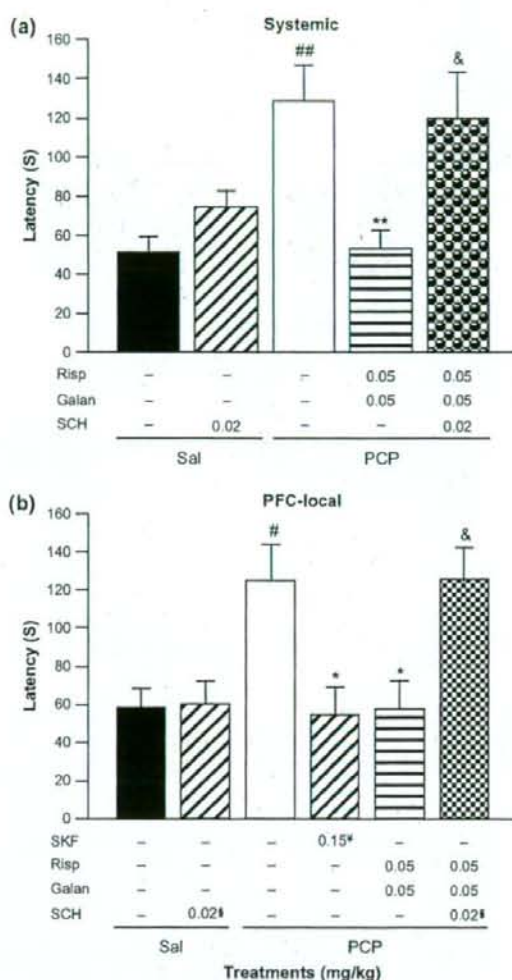 (a)
Systemic
160
140
120
100
80
60
40
20
0
Latency (S)
##
**
&
Risp – – – 0.05 0.05
Galan – – – 0.05 0.05
SCH – 0.02 – – 0.02
Sal PCP
(b)
PFC-local
160
140
120
100
80
60
40
20
0
Latency (S)
#
*
*
&
SKF – – – 0.15¥ – –
Risp – – – – 0.05 0.05
Galan – – – – 0.05 0.05
SCH – 0.02§ – – – 0.02§
Sal PCP
Treatments (mg/kg)